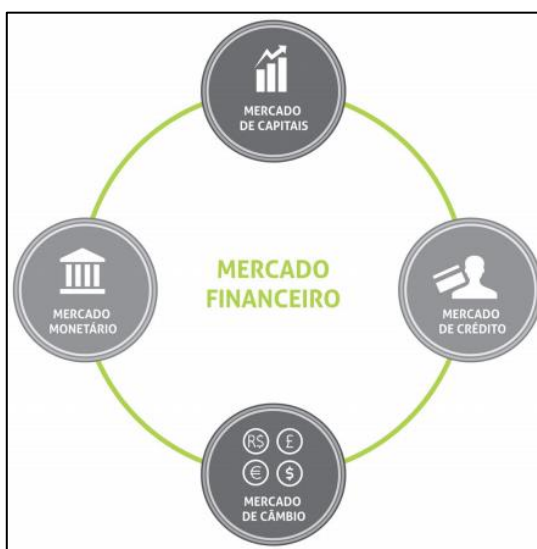 MERCADO
DE CAPITAIS
MERCADO
MONETÁRIO
MERCADO
FINANCEIRO
MERCADO
DE CRÉDITO
R$ £
€ $
MERCADO
DE CÂMBIO